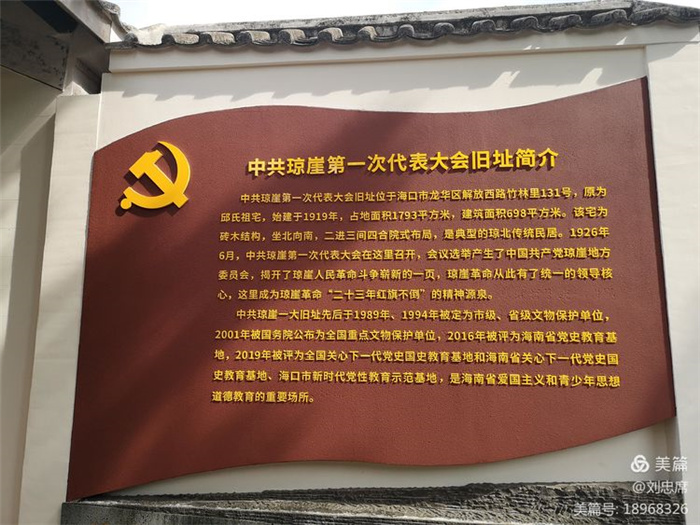 中共琼崖第一次代表大会旧址简介
中共琼崖第一次代表大会旧址位于海口市龙华区解放西路竹林里131号，原为
邱氏祖宅，始建于1919年，占地面积1793平方米，建筑面积698平方米。该宅为
砖木结构，坐北向南，二进三间四合院式布局，是典型的琼北传统民居。1926年
6月，中共琼崖第一次代表大会在这里召开，会议选举产生了中国共产党琼崖地方
委员会，揭开了琼崖人民革命斗争崭新的一页，琼崖革命从此有了统一的领导核
心，这里成为琼崖革命“二十三年红旗不倒”的精神源泉。
中共琼崖一大旧址先后于1989年、1994年被定为市级、省级文物保护单位，
2001年被国务院公布为全国重点文物保护单位，2016年被评为海南省党史教育基
地，2019年被评为全国关心下一代党史国史教育基地和海南省关心下一代党史国
史教育基地、海口市新时代党性教育示范基地，是海南省爱国主义和青少年思想
道德教育的重要场所。
美篇
@刘忠席
美篇号: 18968326